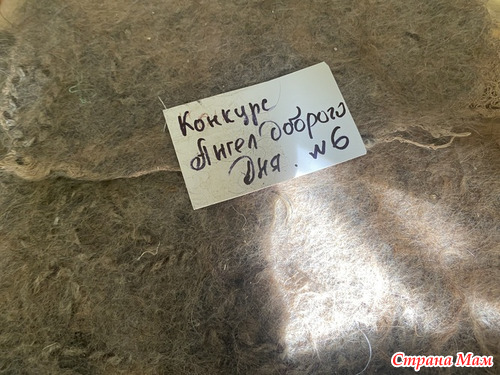 Конкурс
Ангел Доброго
Дня. №6
Страна Мам